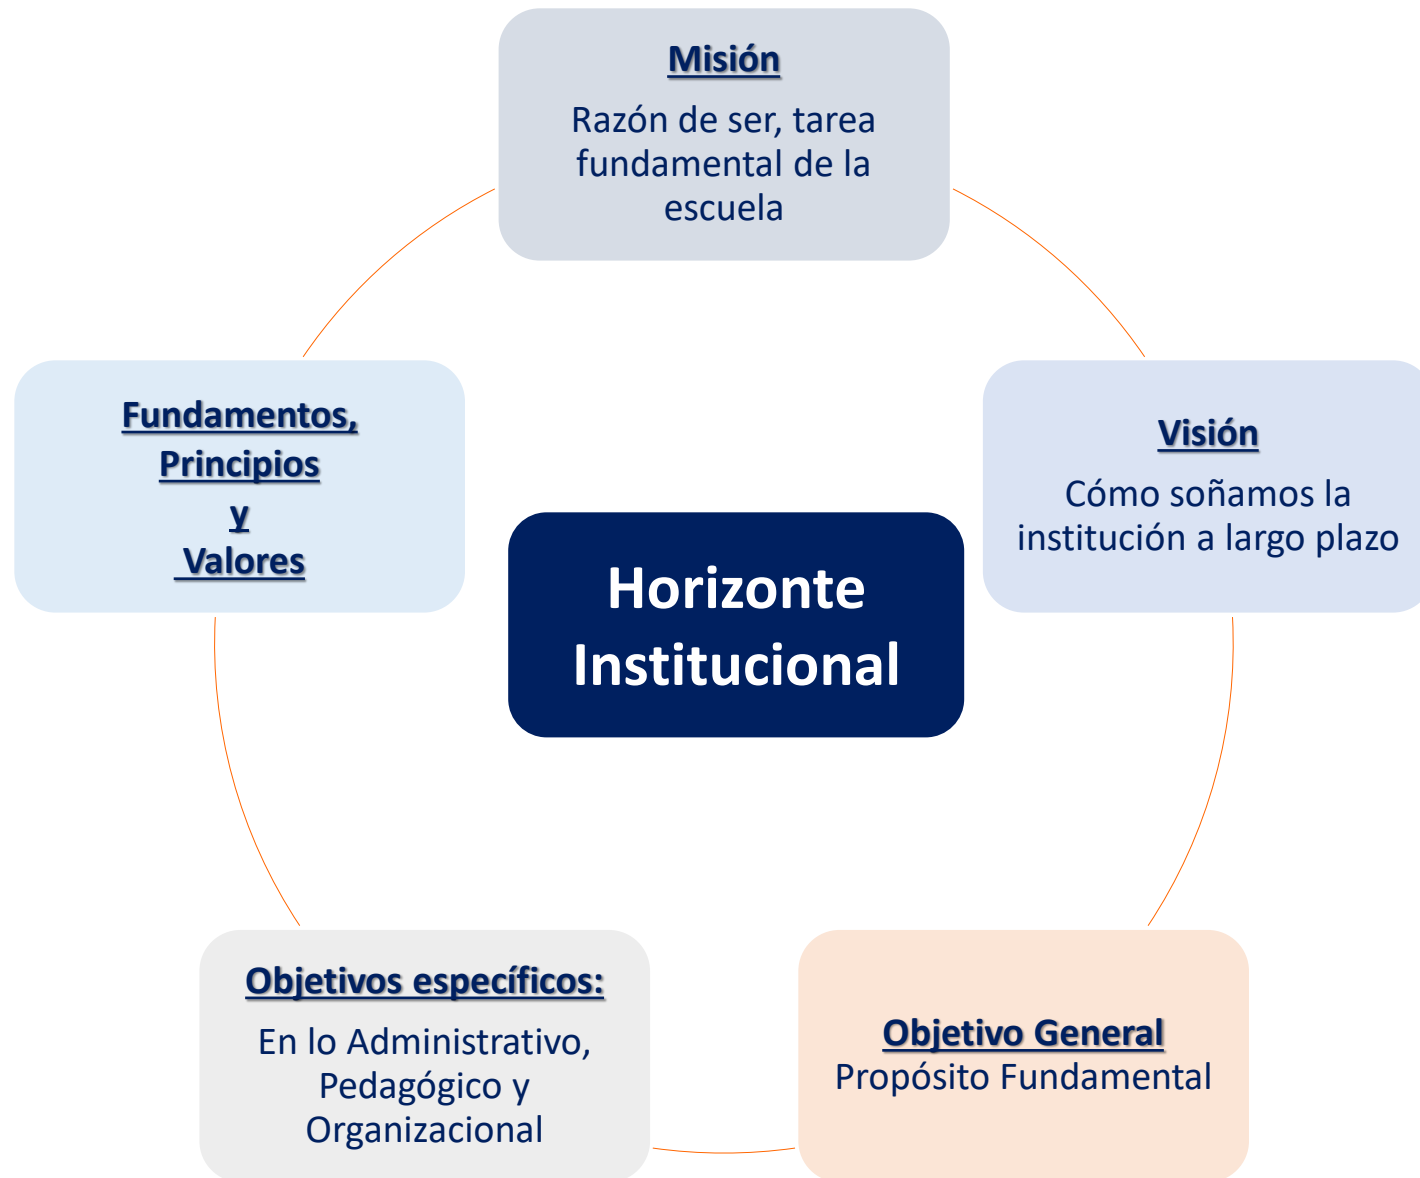 Misión
Razón de ser, tarea
fundamental de la
escuela
Visión
Cómo soñamos la
institución a largo plazo
Objetivo General
Propósito Fundamental
Objetivos específicos:
En lo Administrativo,
Pedagógico y
Organizacional
Fundamentos,
Principios
y
Valores
Horizonte
Institucional